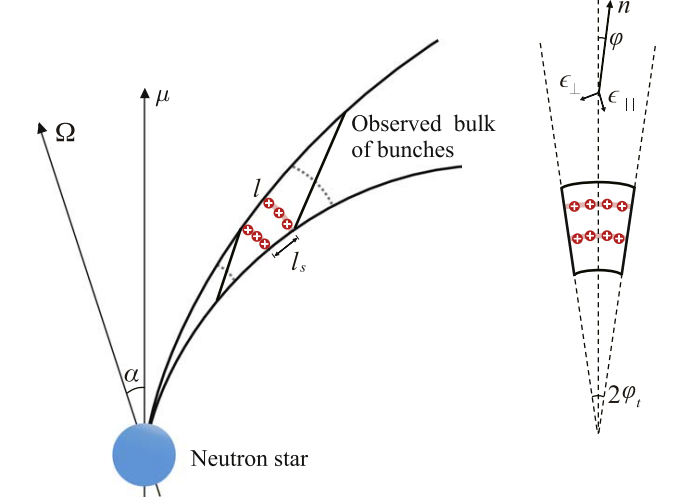 Ω
μ
α
Neutron star
l
l_s
Observed bulk
of bunches
n
φ
ϵ_⊥
ϵ_||
+ + +
+ + +
+ + + +
+ + + +
2φ_t